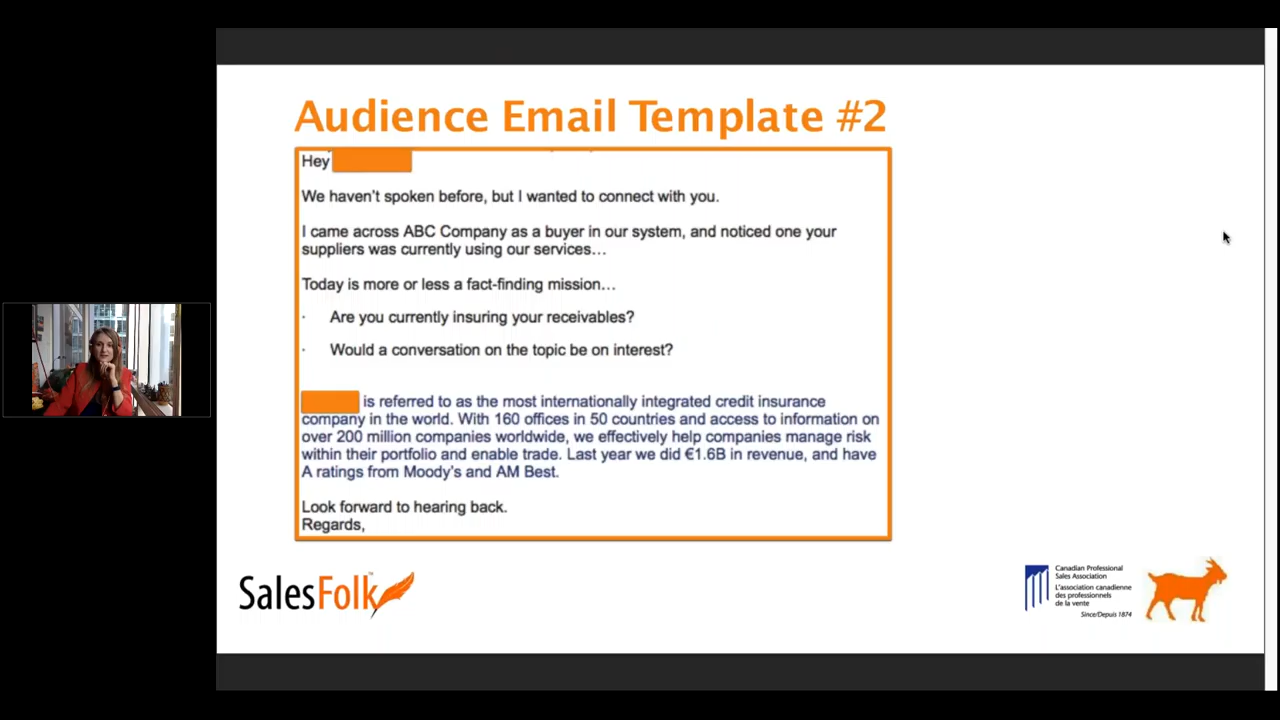 Audience Email Template #2
Hey
We haven't spoken before, but I wanted to connect with you.
I came across ABC Company as a buyer in our system, and noticed one your
suppliers was currently using our services…
Today is more or less a fact-finding mission…
· Are you currently insuring your receivables?
· Would a conversation on the topic be on interest?
is referred to as the most internationally integrated credit insurance
company in the world. With 160 offices in 50 countries and access to information on
over 200 million companies worldwide, we effectively help companies manage risk
within their portfolio and enable trade. Last year we did €1.6B in revenue, and have
A ratings from Moody's and AM Best.
Look forward to hearing back.
Regards,
SalesFolk™
Canadian Professional
Sales Association
L'association canadienne
des professionnels
de la vente
Since/Depuis 1874